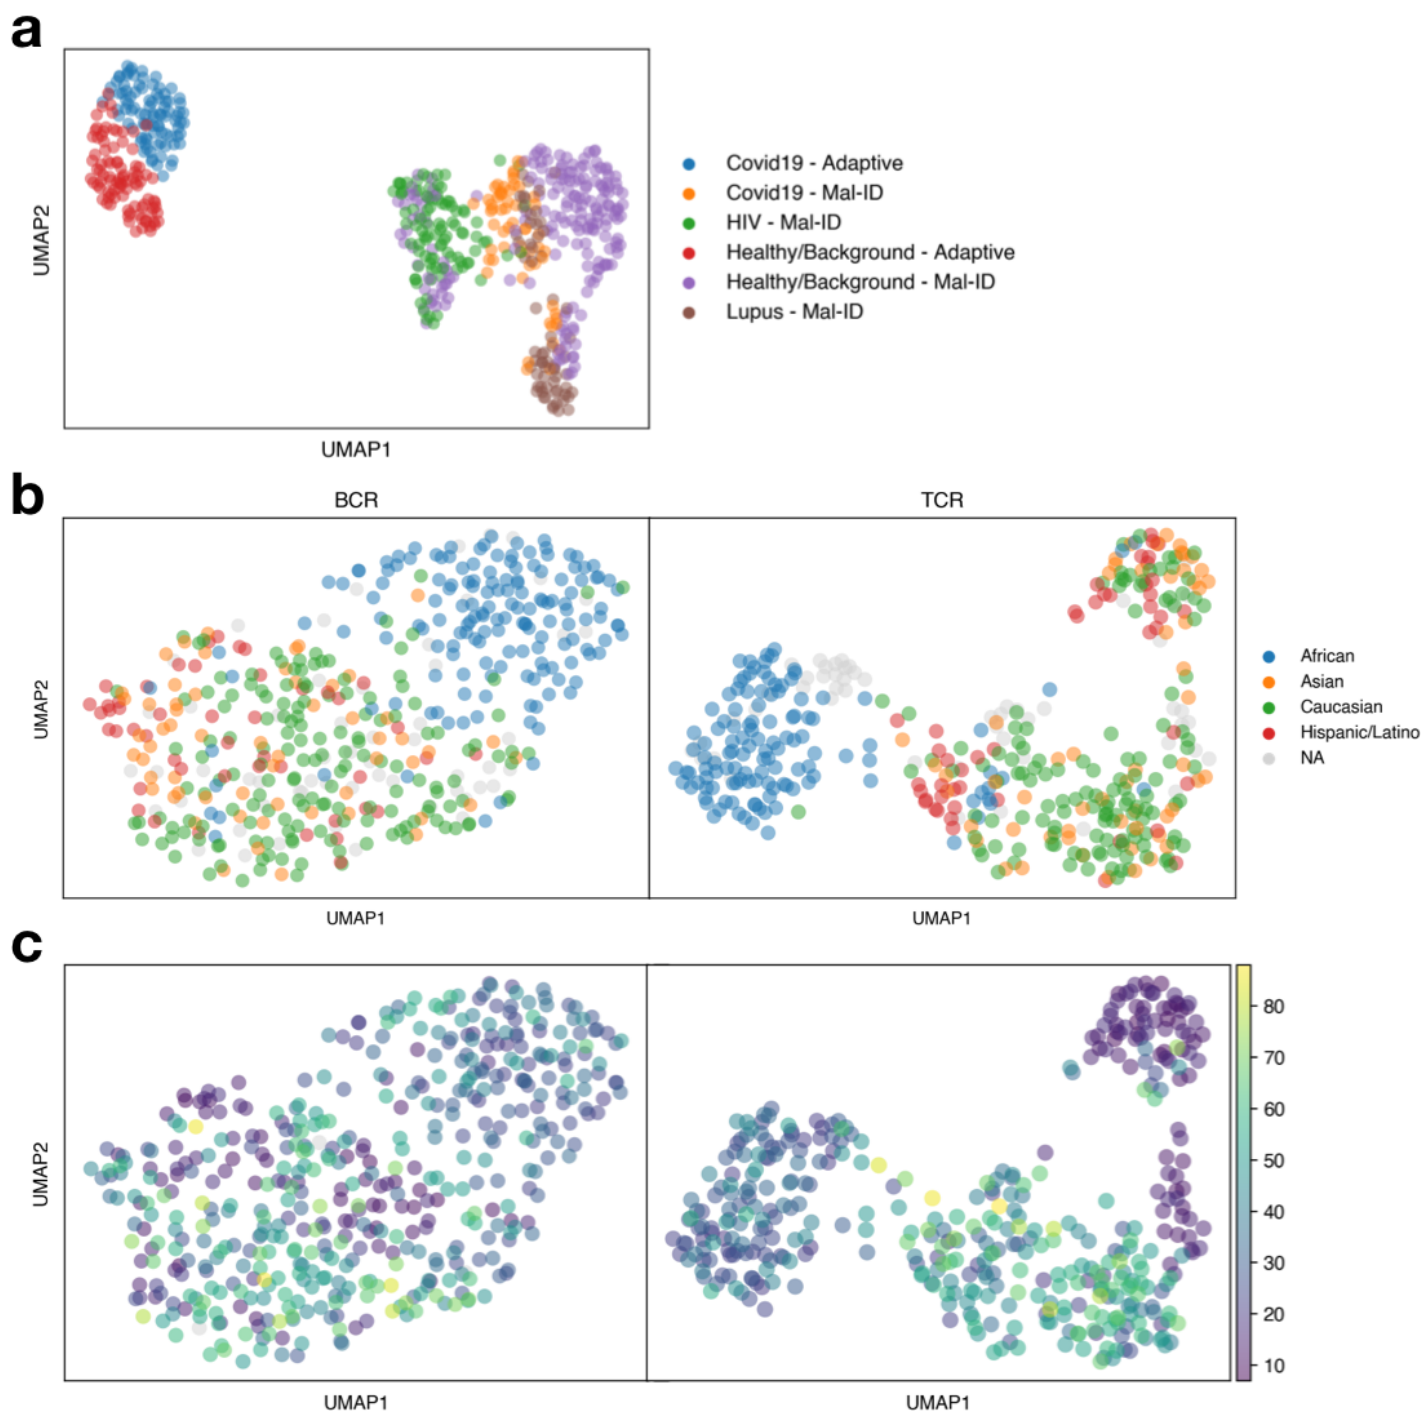 a
UMAP2
UMAP1
Covid19 - Adaptive
Covid19 - Mal-ID
HIV - Mal-ID
Healthy/Background - Adaptive
Healthy/Background - Mal-ID
Lupus - Mal-ID
b
BCR
TCR
UMAP2
UMAP1
UMAP1
African
Asian
Caucasian
Hispanic/Latino
NA
c
UMAP2
UMAP1
UMAP1
80
70
60
50
40
30
20
10